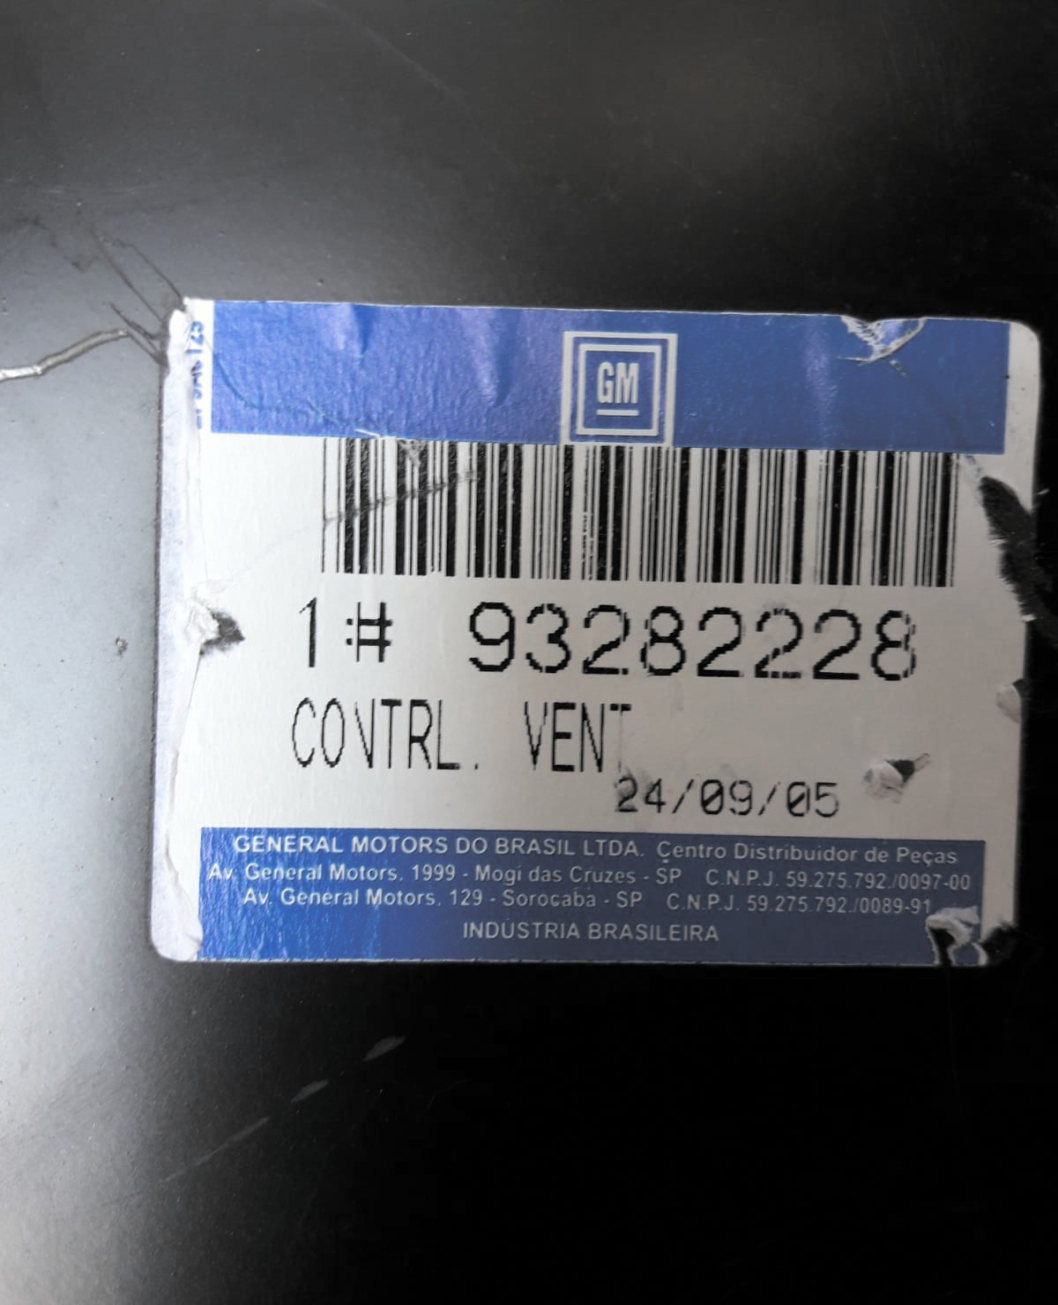 GM
1# 93282228
CONTRL. VENT
24/09/05
GENERAL MOTORS DO BRASIL LTDA. Centro Distribuidor de Peças
Av. General Motors, 1999 - Mogi das Cruzes - SP C.N.P.J. 59.275.792./0097-00
Av. General Motors, 129 - Sorocaba - SP C.N.P.J. 59.275.792./0089-91
INDUSTRIA BRASILEIRA